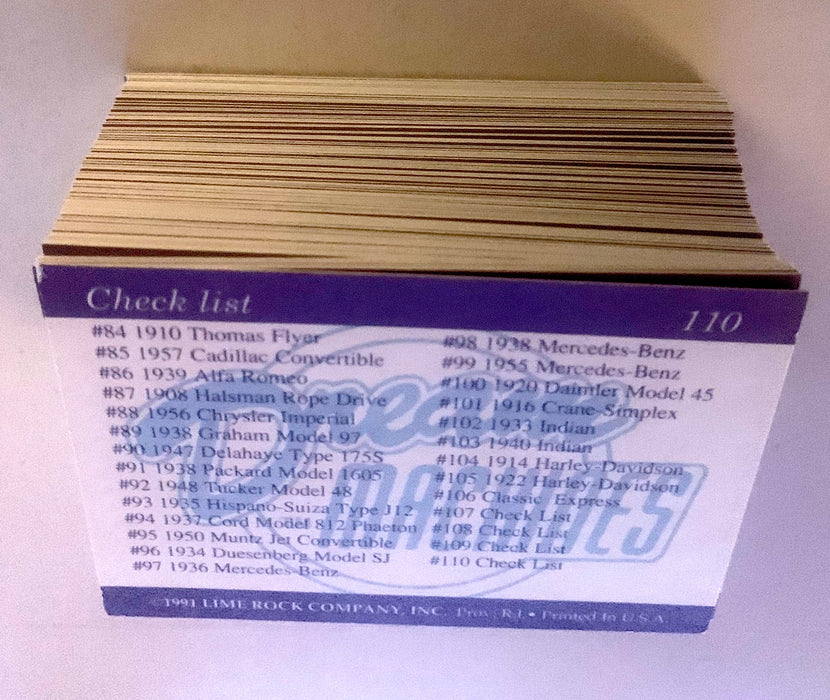 Check list
110
#84 1910 Thomas Flyer
#85 1957 Cadillac Convertible
#86 1939 Alfa Romeo
#87 1908 Halsman Rope Drive
#88 1956 Chrysler Imperial
#89 1938 Graham Model 97
#90 1947 Delahaye Type 175S
#91 1938 Packard Model 1605
#92 1948 Tucker Model 48
#93 1935 Hispano-Suiza Type J12
#94 1937 Cord Model 812 Phaeton
#95 1950 Muntz Jet Convertible
#96 1934 Duesenberg Model SJ
#97 1936 Mercedes-Benz
#98 1938 Mercedes-Benz
#99 1955 Mercedes-Benz
#100 1920 Daimler Model 45
#101 1916 Crane-Simplex
#102 1933 Indian
#103 1940 Indian
#104 1914 Harley-Davidson
#105 1922 Harley-Davidson
#106 Classic Express
#107 Check List
#108 Check List
#109 Check List
#110 Check List
Dream
MACHINES
©1991 LIME ROCK COMPANY, INC. Prov., R.I. • Printed In U.S.A.